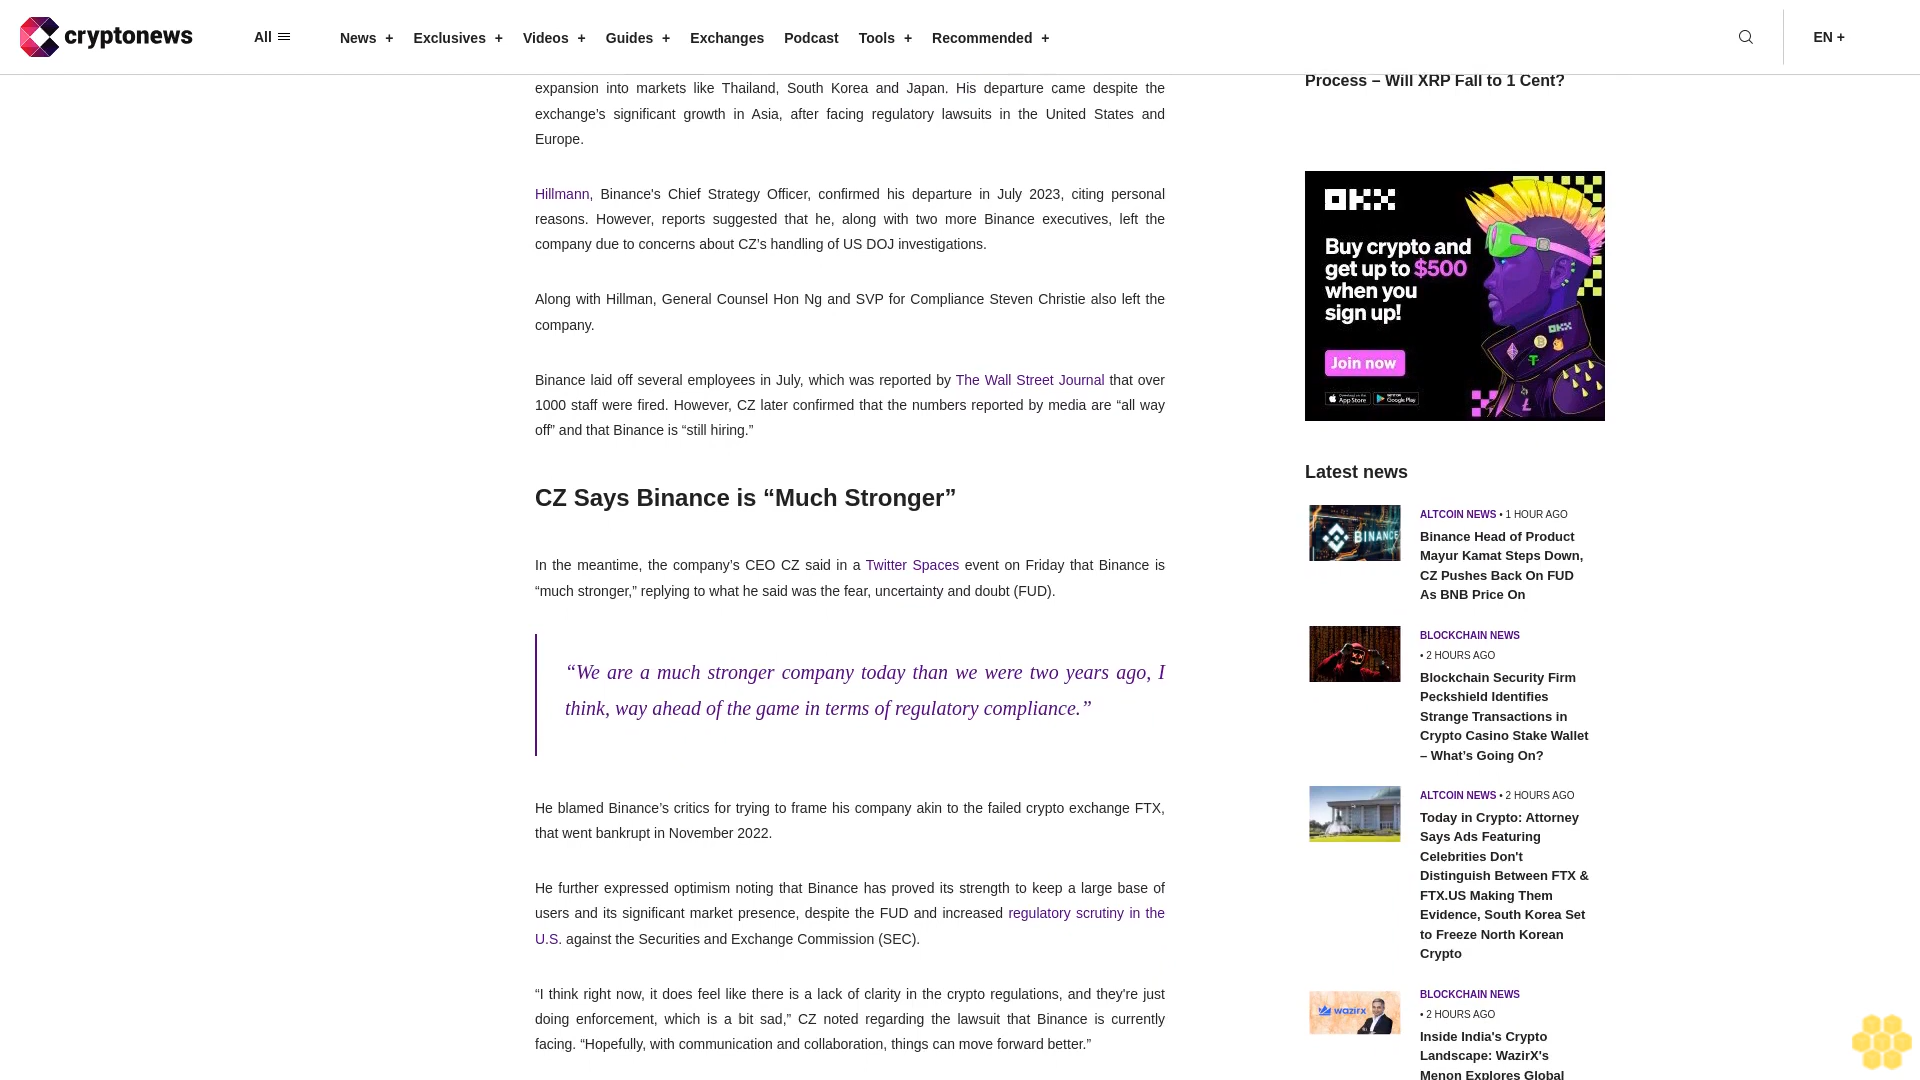 cryptonews
All
News +
Exclusives +
Videos +
Guides +
Exchanges
Podcast
Tools +
Recommended +
EN +
expansion into markets like Thailand, South Korea and Japan. His departure came despite the
exchange’s significant growth in Asia, after facing regulatory lawsuits in the United States and
Europe.
Hillmann, Binance's Chief Strategy Officer, confirmed his departure in July 2023, citing personal
reasons. However, reports suggested that he, along with two more Binance executives, left the
company due to concerns about CZ’s handling of US DOJ investigations.
Along with Hillman, General Counsel Hon Ng and SVP for Compliance Steven Christie also left the
company.
Binance laid off several employees in July, which was reported by The Wall Street Journal that over
1000 staff were fired. However, CZ later confirmed that the numbers reported by media are “all way
off” and that Binance is “still hiring.”
CZ Says Binance is “Much Stronger”
In the meantime, the company’s CEO CZ said in a Twitter Spaces event on Friday that Binance is
“much stronger,” replying to what he said was the fear, uncertainty and doubt (FUD).
“We are a much stronger company today than we were two years ago, I
think, way ahead of the game in terms of regulatory compliance.”
He blamed Binance’s critics for trying to frame his company akin to the failed crypto exchange FTX,
that went bankrupt in November 2022.
He further expressed optimism noting that Binance has proved its strength to keep a large base of
users and its significant market presence, despite the FUD and increased regulatory scrutiny in the
U.S. against the Securities and Exchange Commission (SEC).
“I think right now, it does feel like there is a lack of clarity in the crypto regulations, and they're just
doing enforcement, which is a bit sad,” CZ noted regarding the lawsuit that Binance is currently
facing. “Hopefully, with communication and collaboration, things can move forward better.”
Process – Will XRP Fall to 1 Cent?
OKX
Buy crypto and
get up to $500
when you
sign up!
Join now
Download on the
App Store
GET IT ON
Google Play
OKX
Latest news
BINANCE
ALTCOIN NEWS • 1 HOUR AGO
Binance Head of Product
Mayur Kamat Steps Down,
CZ Pushes Back On FUD
As BNB Price On
BLOCKCHAIN NEWS
• 2 HOURS AGO
Blockchain Security Firm
Peckshield Identifies
Strange Transactions in
Crypto Casino Stake Wallet
– What’s Going On?
ALTCOIN NEWS • 2 HOURS AGO
Today in Crypto: Attorney
Says Ads Featuring
Celebrities Don't
Distinguish Between FTX &
FTX.US Making Them
Evidence, South Korea Set
to Freeze North Korean
Crypto
wazirx
BLOCKCHAIN NEWS
• 2 HOURS AGO
Inside India's Crypto
Landscape: WazirX's
Menon Explores Global